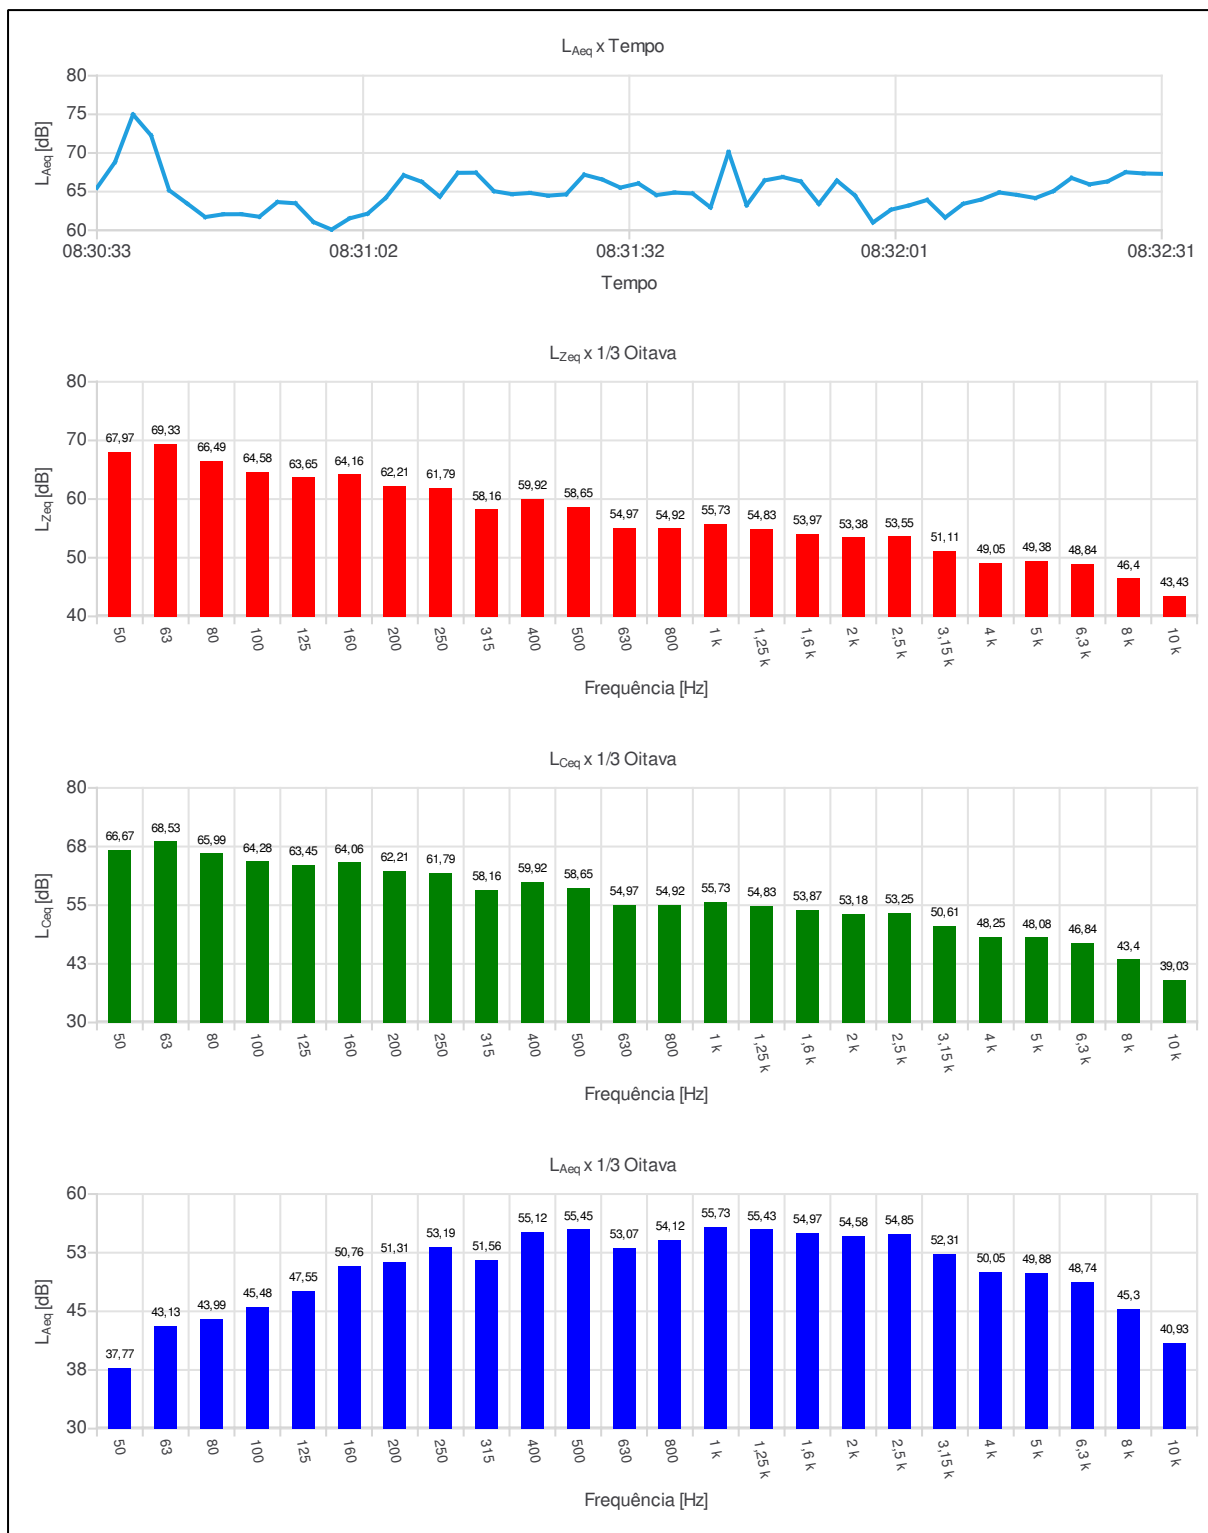 LAeq x Tempo
80
75
70
65
60
LAeq [dB]
08:30:33 08:31:02 08:31:32 08:32:01 08:32:31
Tempo
LZeq x 1/3 Oitava
80
70
60
50
40
LZeq [dB]
67,97 69,33 66,49 64,58 63,65 64,16 62,21 61,79 58,16 59,92 58,65 54,97 54,92 55,73 54,83 53,97 53,38 53,55 51,11 49,05 49,38 48,84 46,4 43,43
50 63 80 100 125 160 200 250 315 400 500 630 800 1 k 1,25 k 1,6 k 2 k 2,5 k 3,15 k 4 k 5 k 6,3 k 8 k 10 k
Frequência [Hz]
LCeq x 1/3 Oitava
80
68
55
43
30
LCeq [dB]
66,67 68,53 65,99 64,28 63,45 64,06 62,21 61,79 58,16 59,92 58,65 54,97 54,92 55,73 54,83 53,87 53,18 53,25 50,61 48,25 48,08 46,84 43,4 39,03
50 63 80 100 125 160 200 250 315 400 500 630 800 1 k 1,25 k 1,6 k 2 k 2,5 k 3,15 k 4 k 5 k 6,3 k 8 k 10 k
Frequência [Hz]
LAeq x 1/3 Oitava
60
53
45
38
30
LAeq [dB]
37,77 43,13 43,99 45,48 47,55 50,76 51,31 53,19 51,56 55,12 55,45 53,07 54,12 55,73 55,43 54,97 54,58 54,85 52,31 50,05 49,88 48,74 45,3 40,93
50 63 80 100 125 160 200 250 315 400 500 630 800 1 k 1,25 k 1,6 k 2 k 2,5 k 3,15 k 4 k 5 k 6,3 k 8 k 10 k
Frequência [Hz]